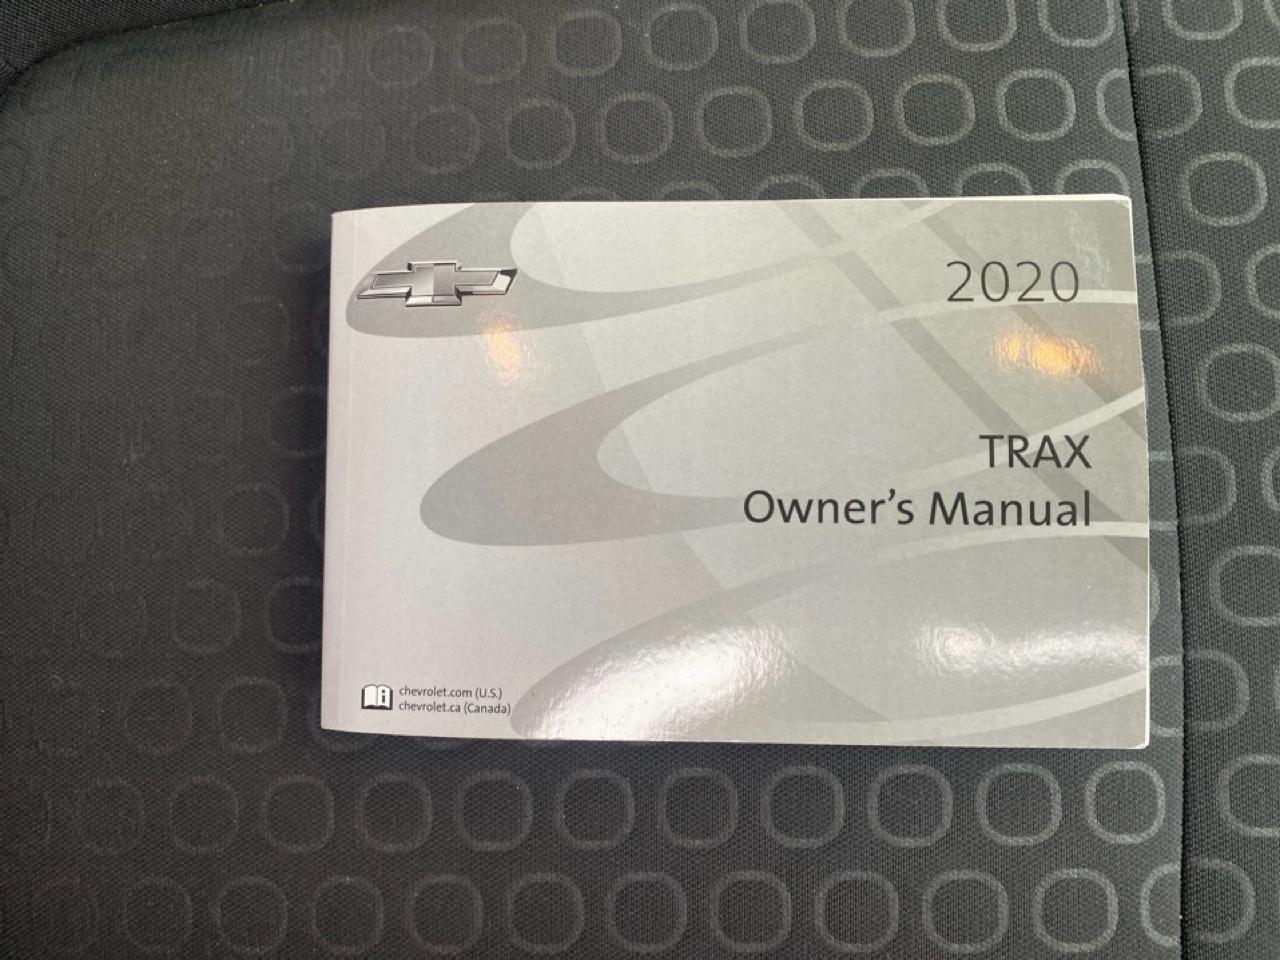 2020
TRAX
Owner's Manual
chevrolet.com (U.S.)
chevrolet.ca (Canada)